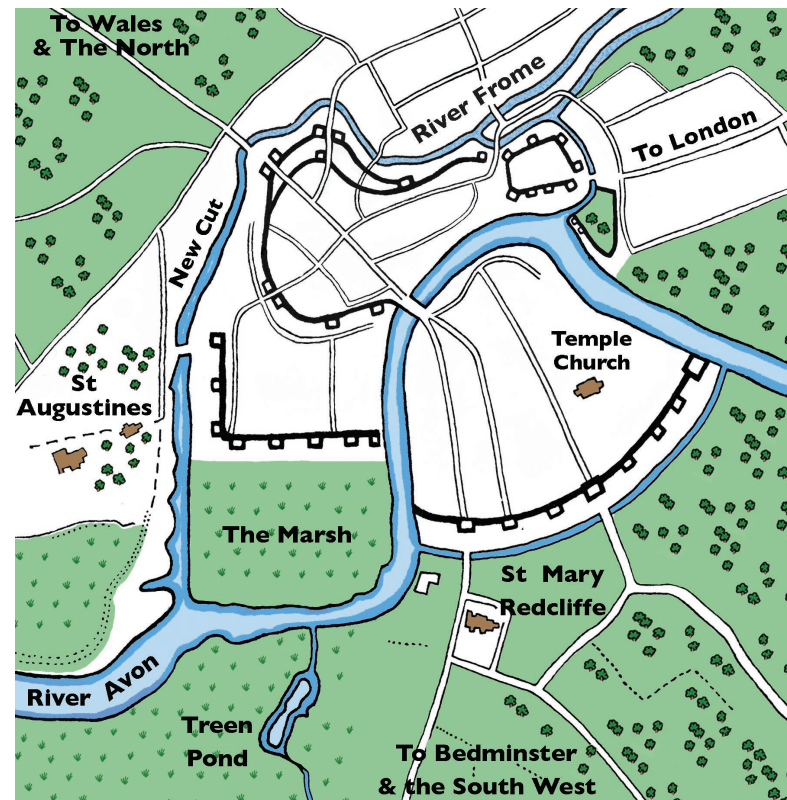 To Wales
& The North
River Frome
To London
New Cut
Temple
Church
St
Augustines
The Marsh
St Mary
Redcliffe
River Avon
Treen
Pond
To Bedminster
& the South West